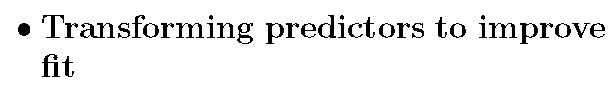 • Transforming predictors to improve
fit